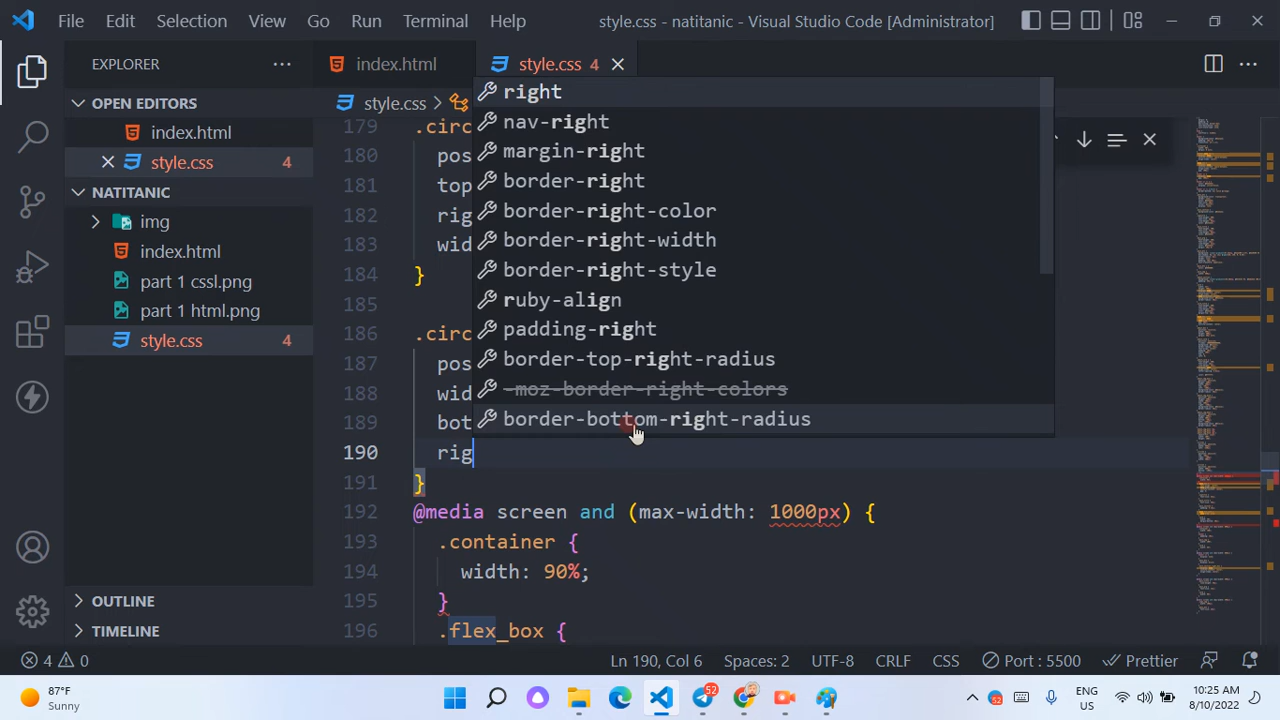 File Edit Selection View Go Run Terminal Help style.css - natitanic - Visual Studio Code [Administrator]
EXPLORER
index.html
style.css 4
OPEN EDITORS
index.html
style.css 4
NATITANIC
img
index.html
part 1 cssl.png
part 1 html.png
style.css 4
OUTLINE
TIMELINE
style.css >
right
nav-right
margin-right
border-right
border-right-color
border-right-width
border-right-style
ruby-align
padding-right
border-top-right-radius
-moz-border-right-colors
border-bottom-right-radius
179 .circ
180 pos
181 top
182 rig
183 wid
184 }
185
186 .circ
187 pos
188 wid
189 bot
190 rig
191 }
192 @media screen and (max-width: 1000px) {
193 .container {
194 width: 90%;
195 }
196 .flex_box {
4 0 Ln 190, Col 6 Spaces: 2 UTF-8 CRLF CSS Port : 5500 Prettier
87°F
Sunny
52
52
ENG
US
10:25 AM
8/10/2022